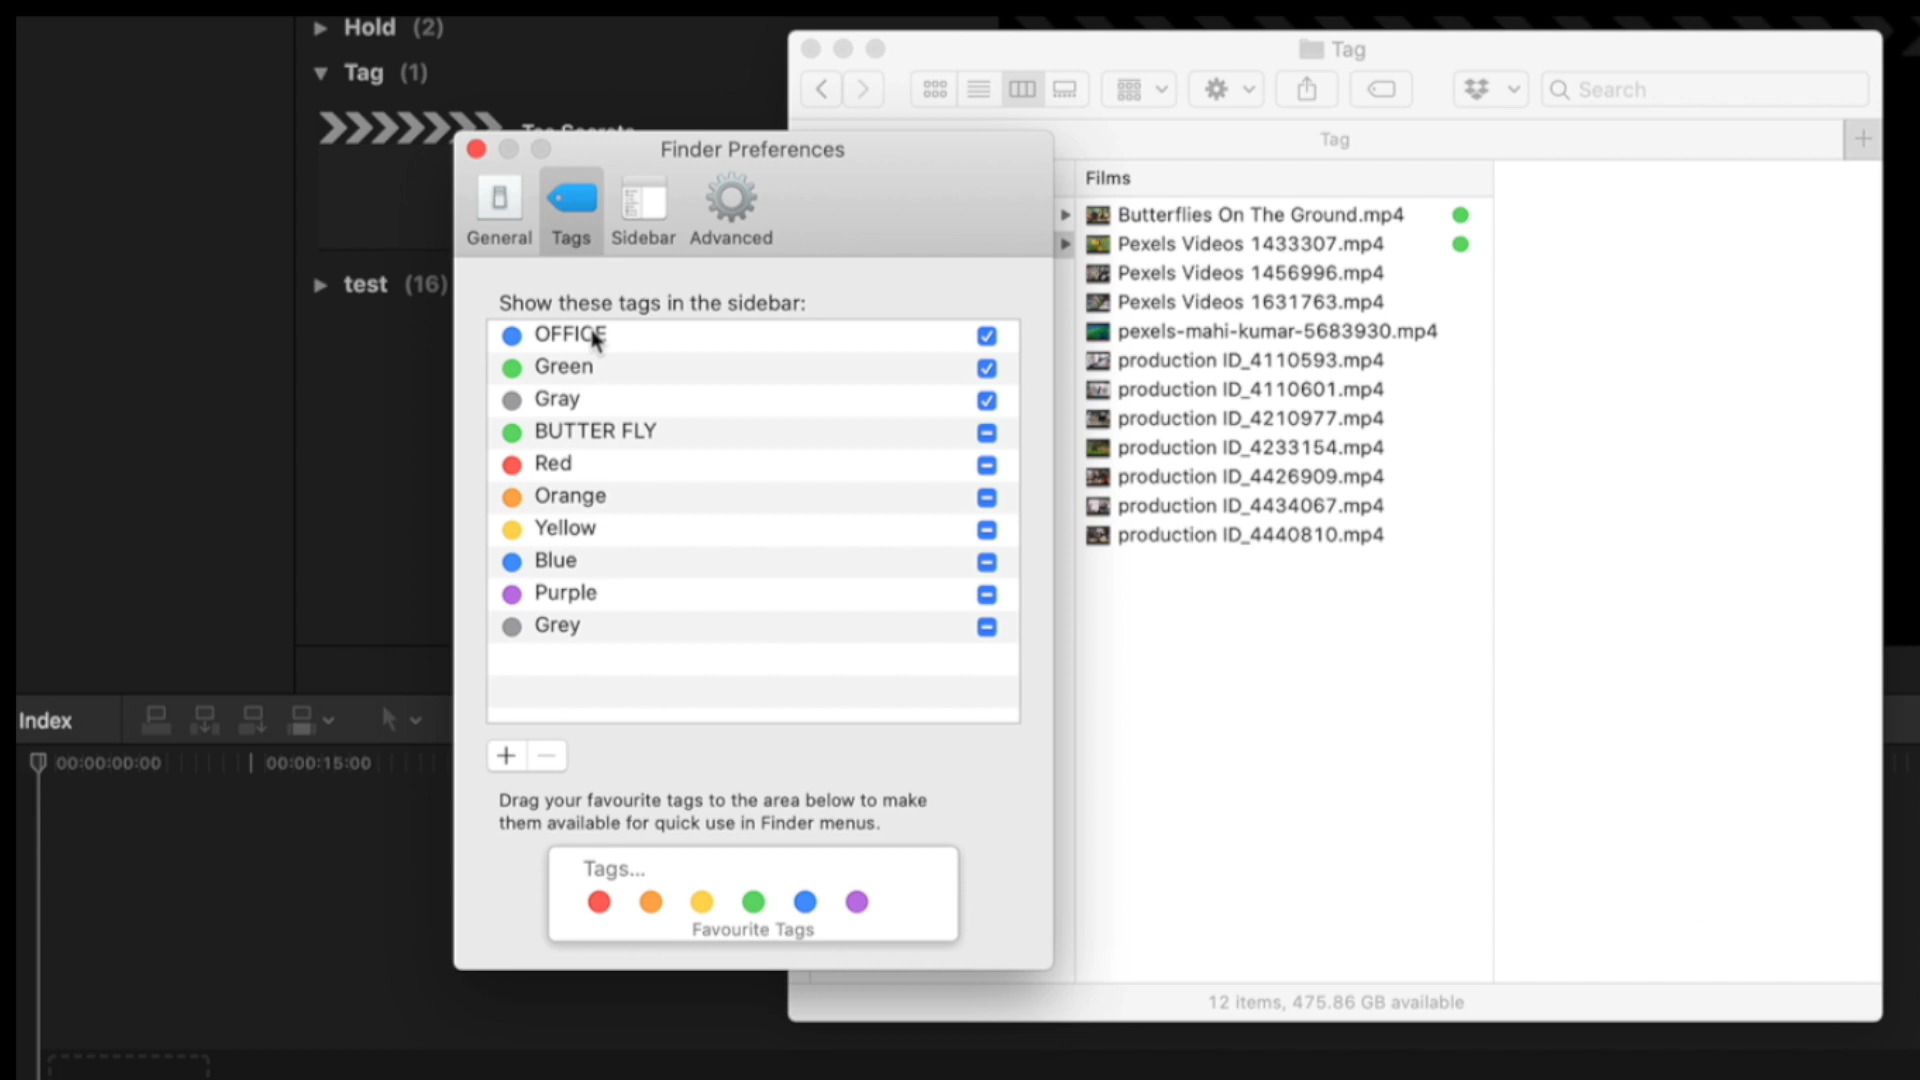 Hold (2)
Tag (1)
test (16)
Index
00:00:00:00
00:00:15:00
Finder Preferences
General
Tags
Sidebar
Advanced
Show these tags in the sidebar:
OFFICE
Green
Gray
BUTTER FLY
Red
Orange
Yellow
Blue
Purple
Grey
+
−
Drag your favourite tags to the area below to make
them available for quick use in Finder menus.
Tags...
Favourite Tags
Tag
Search
Tag
+
Films
Butterflies On The Ground.mp4
Pexels Videos 1433307.mp4
Pexels Videos 1456996.mp4
Pexels Videos 1631763.mp4
pexels-mahi-kumar-5683930.mp4
production ID_4110593.mp4
production ID_4110601.mp4
production ID_4210977.mp4
production ID_4233154.mp4
production ID_4426909.mp4
production ID_4434067.mp4
production ID_4440810.mp4
12 items, 475.86 GB available